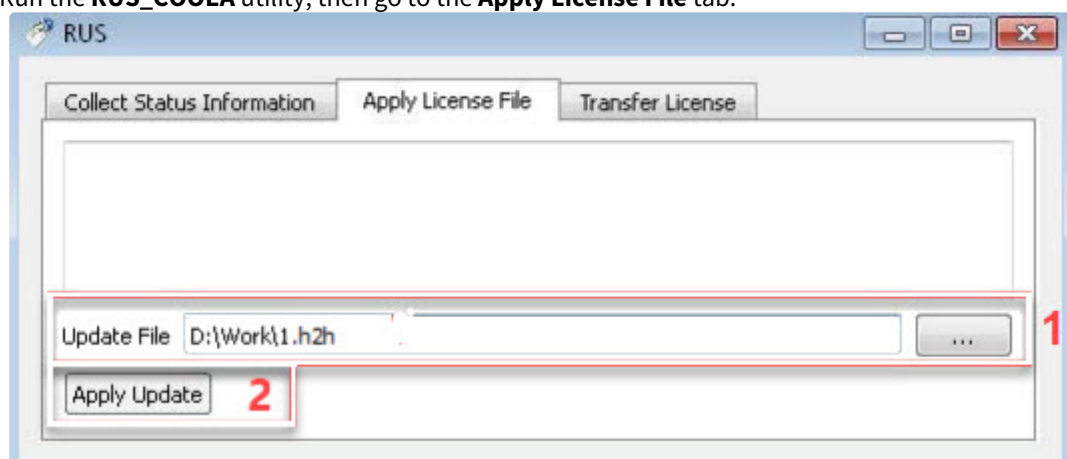 Run the RUS_COOLA utility, then go to the Apply License File tab.
RUS
Collect Status Information Apply License File Transfer License
Update File D:\Work\1.h2h ... 1
Apply Update 2